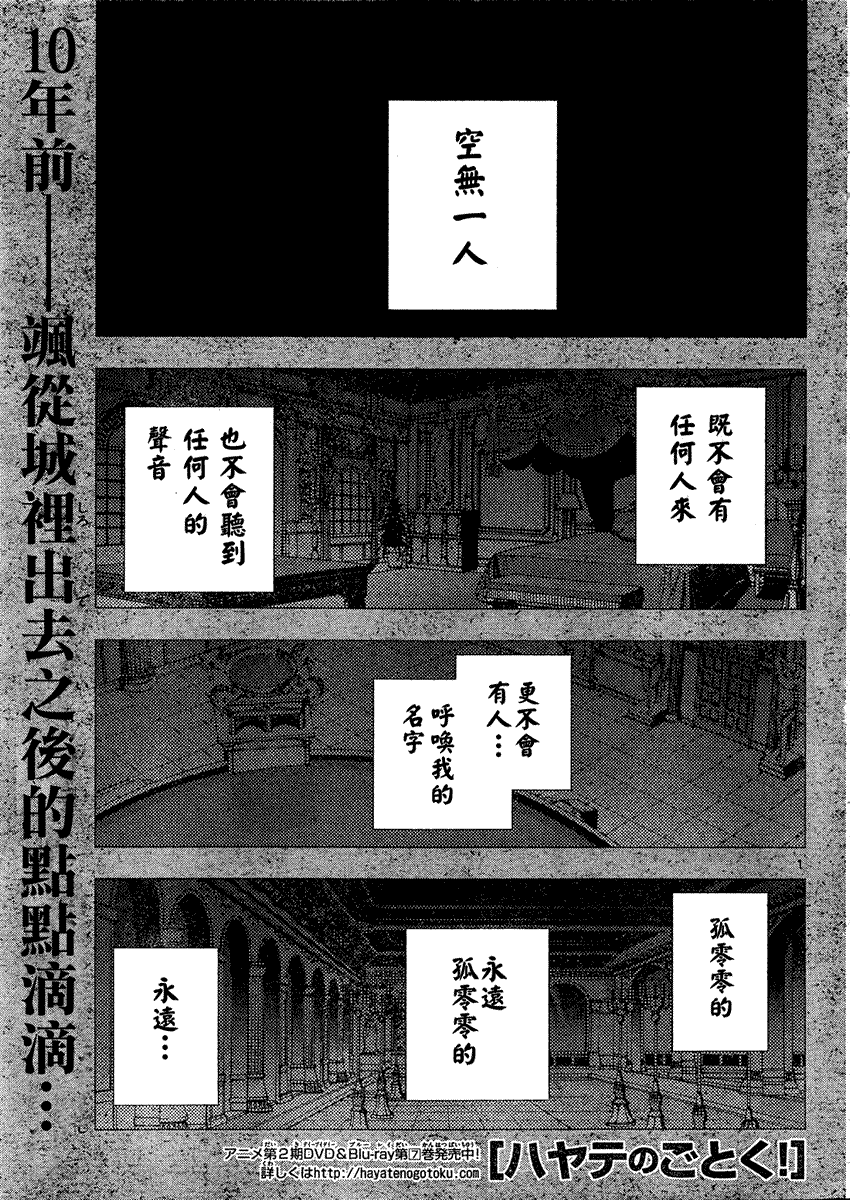 空無一人
既不會有
任何人來
也不會聽到
任何人的
聲音
更不會
有人…
呼喚我的
名字
1
孤零零的
永遠
孤零零的
永遠…
10年前──颯從城裡出去之後的點點滴滴…
アニメ第2期DVD&Blu-ray第7巻発売中!
詳しくはhttp://hayatenogotoku.com
[ハヤテのごとく!]